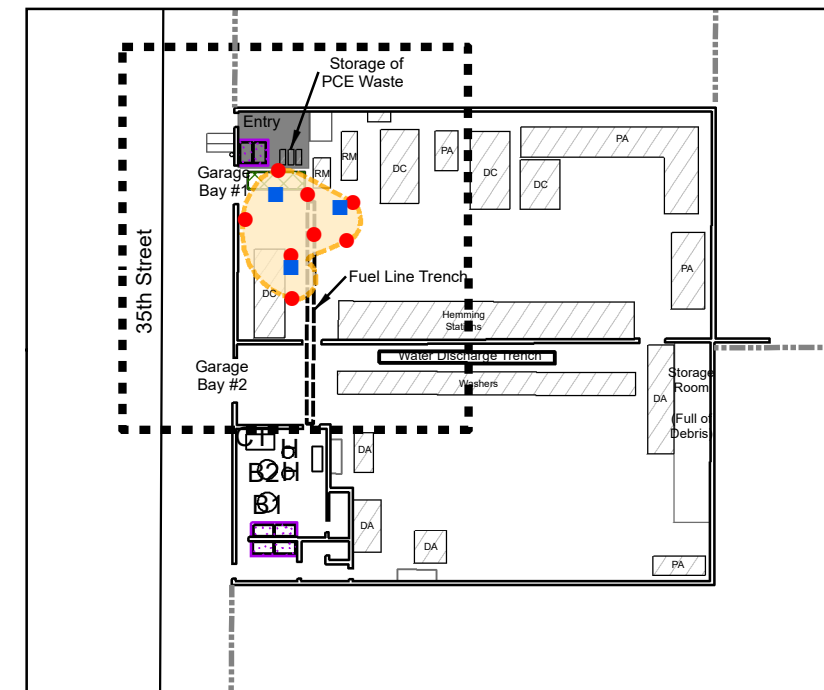 Storage of
PCE Waste
Entry
PA
RM
DC
PA
DC
DC
RM
Garage
Bay #1
PA
35th Street
DC
Fuel Line Trench
Hemming
Stations
Water Discharge Trench
Washers
Garage
Bay #2
Storage
Room
(Full of
Debris)
DA
CT
H
B2
H
B1
DA
DA
DA
PA